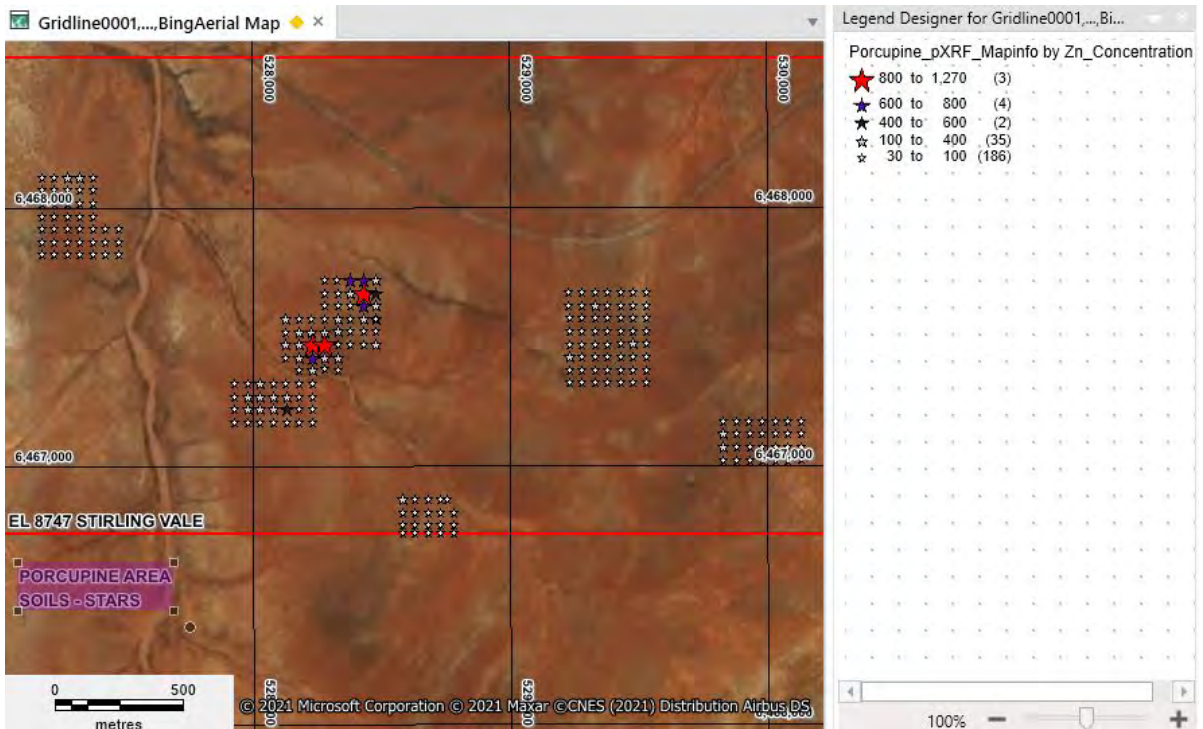 Gridline0001,...,BingAerial Map
528,000
529,000
530,000
6,468,000
6,468,000
6,467,000
6,467,000
EL 8747 STIRLING VALE
PORCUPINE AREA
SOILS - STARS
0 500
metres
529,000
© 2021 Microsoft Corporation © 2021 Maxar ©CNES (2021) Distribution Airbus DS
Legend Designer for Gridline0001,...,Bi...
Porcupine_pXRF_Mapinfo by Zn_Concentration
800 to 1,270 (3)
600 to 800 (4)
400 to 600 (2)
100 to 400 (35)
30 to 100 (186)
100%